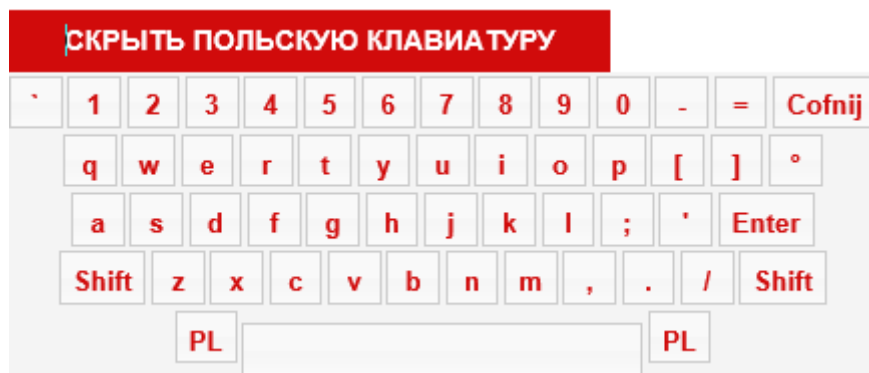 СКРЫТЬ ПОЛЬСКУЮ КЛАВИАТУРУ
` 1 2 3 4 5 6 7 8 9 0 - = Cofnij
q w e r t y u i o p [ ] °
a s d f g h j k l ; ' Enter
Shift z x c v b n m , . / Shift
PL PL